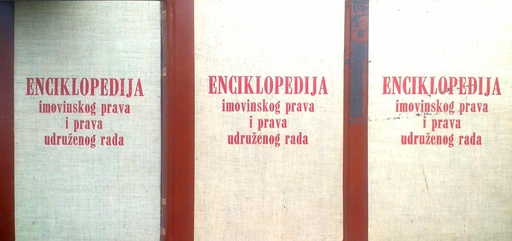 ENCIKLOPEDIJA
imovinskog prava
i prava
udruženog rada
ENCIKLOPEDIJA
imovinskog prava
i prava
udruženog rada
ENCIKLOPEDIJA
imovinskog prava
i prava
udruženog rada